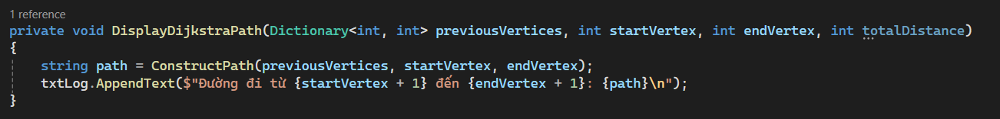 1 reference
private void DisplayDijkstraPath(Dictionary<int, int> previousVertices, int startVertex, int endVertex, int totalDistance)
{
    string path = ConstructPath(previousVertices, startVertex, endVertex);
    txtLog.AppendText($"Đường đi từ {startVertex + 1} đến {endVertex + 1}: {path}\n");
}